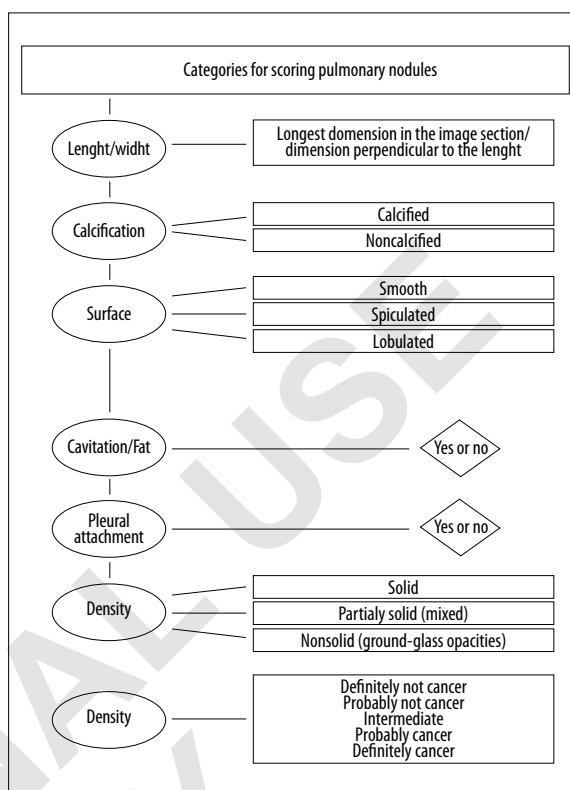 Categories for scoring pulmonary nodules
Lenght/widht
Longest domension in the image section/
dimension perpendicular to the lenght
Calcification
Calcified
Noncalcified
Surface
Smooth
Spiculated
Lobulated
Cavitation/Fat
Yes or no
Pleural
attachment
Yes or no
Density
Solid
Partialy solid (mixed)
Nonsolid (ground-glass opacities)
Density
Definitely not cancer
Probably not cancer
Intermediate
Probably cancer
Definitely cancer
USE